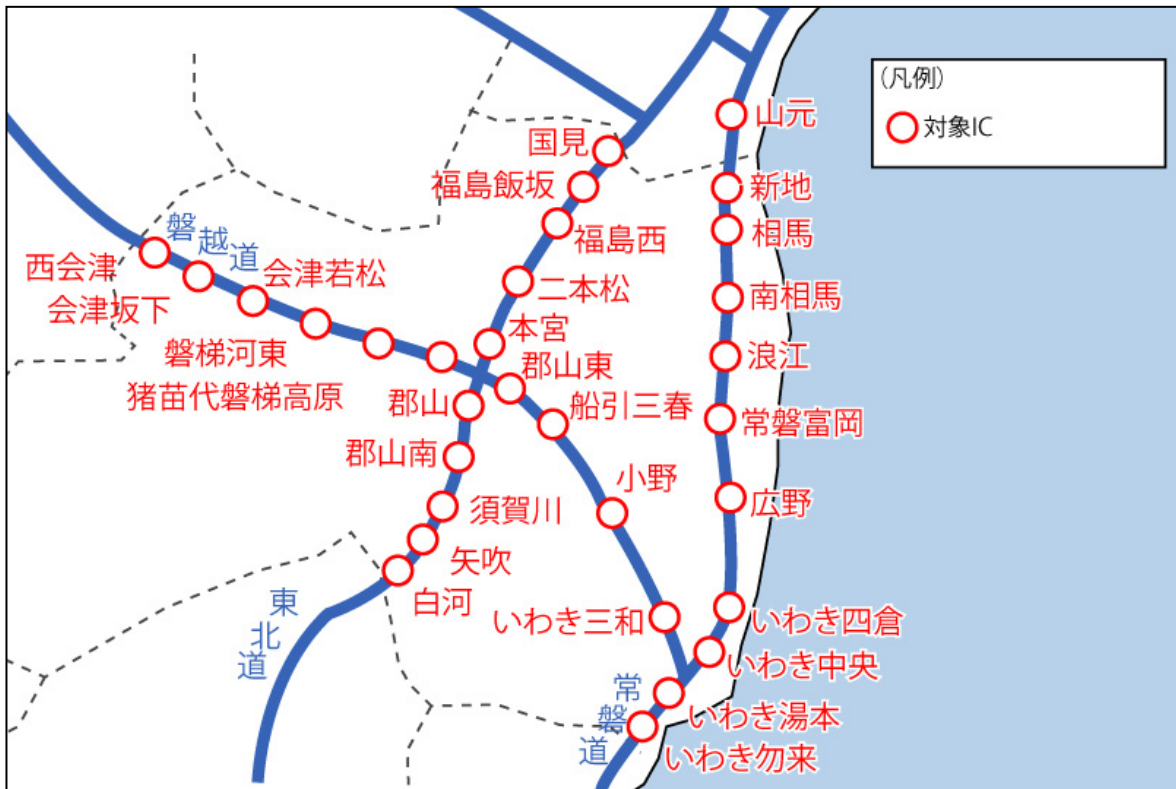 (凡例)
対象IC
山元
国見
福島飯坂
新地
福島西
相馬
磐越道
西会津
会津若松
会津坂下
二本松
南相馬
本宮
磐梯河東
郡山東
浪江
猪苗代磐梯高原
郡山
船引三春
常磐富岡
郡山南
小野
須賀川
広野
矢吹
白河
東北道
いわき三和
いわき四倉
いわき中央
常磐道
いわき湯本
いわき勿来